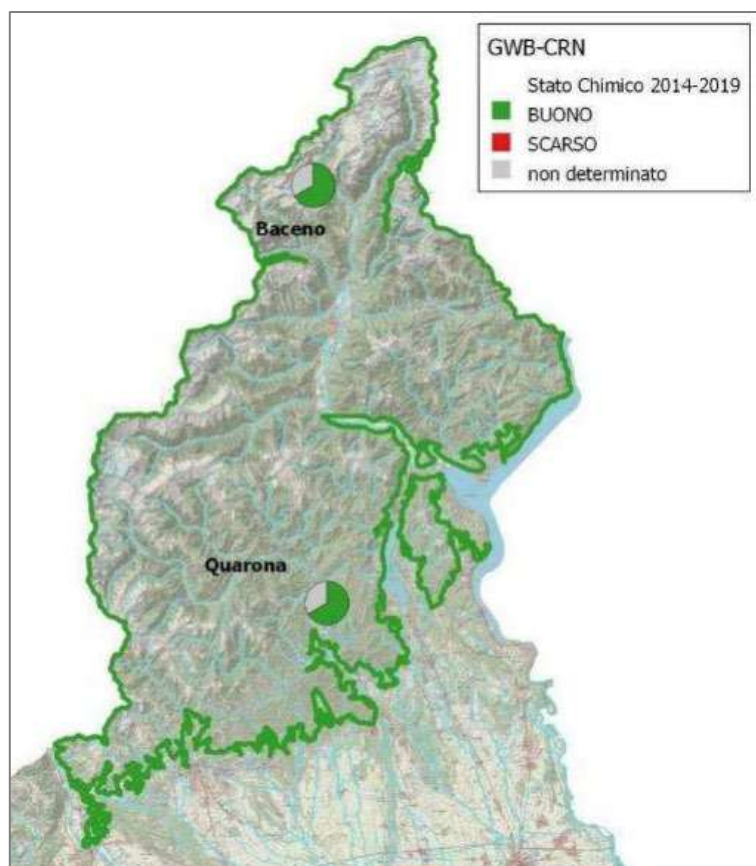 GWB-CRN
Stato Chimico 2014-2019
BUONO
SCARSO
non determinato
Baceno
Quarona